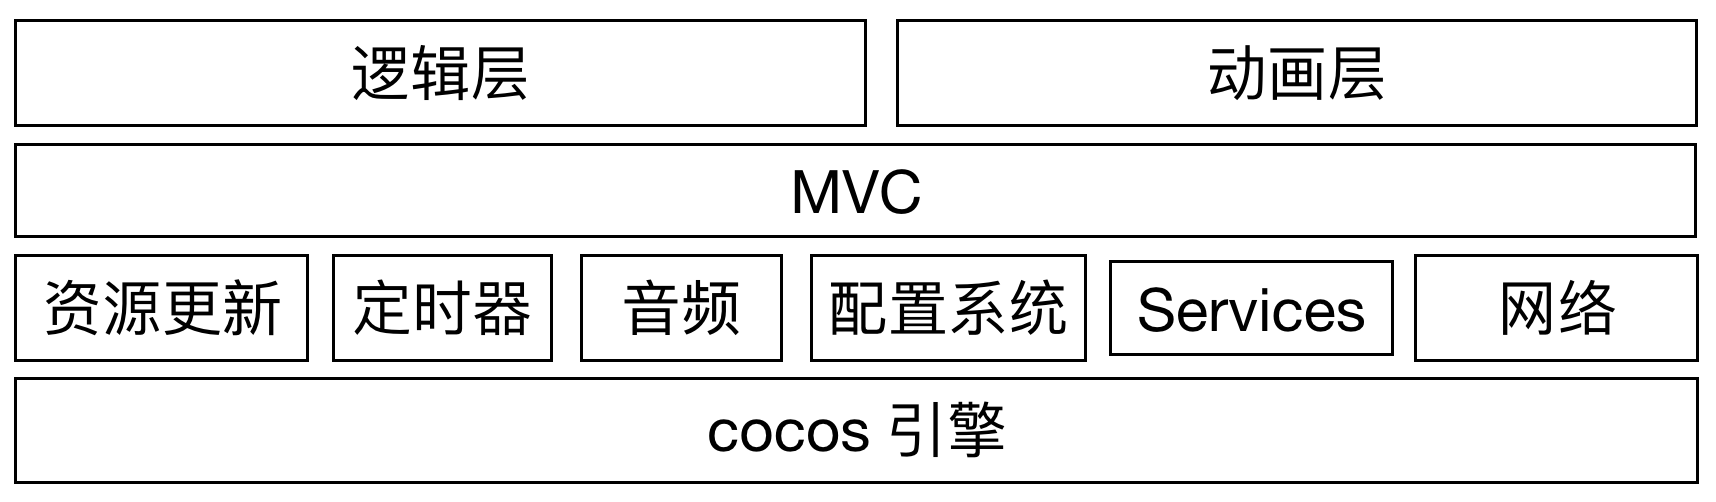 逻辑层
动画层
MVC
资源更新
定时器
音频
配置系统
Services
网络
cocos 引擎